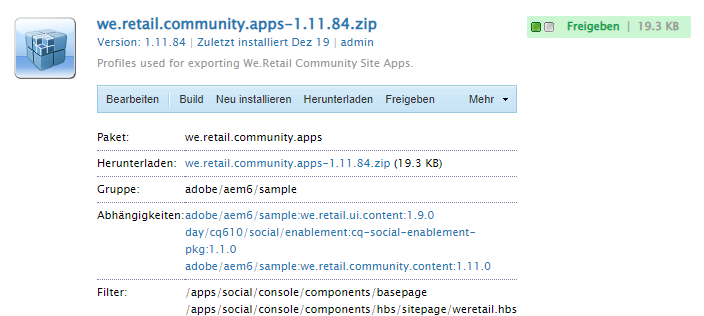 we.retail.community.apps-1.11.84.zip
Freigeben | 19.3 KB
Version: 1.11.84 | Zuletzt installiert Dez 19 | admin
Profiles used for exporting We.Retail Community Site Apps.
Bearbeiten Build Neu installieren Herunterladen Freigeben Mehr
Paket: we.retail.community.apps
Herunterladen: we.retail.community.apps-1.11.84.zip (19.3 KB)
Gruppe: adobe/aem6/sample
Abhängigkeiten: adobe/aem6/sample:we.retail.ui.content:1.9.0
day/cq610/social/enablement:cq-social-enablement-
pkg:1.1.0
adobe/aem6/sample:we.retail.community.content:1.11.0
Filter: /apps/social/console/components/basepage
/apps/social/console/components/hbs/sitepage/weretail.hbs